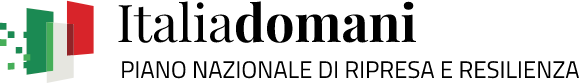 Italiadomani
PIANO NAZIONALE DI RIPRESA E RESILIENZA